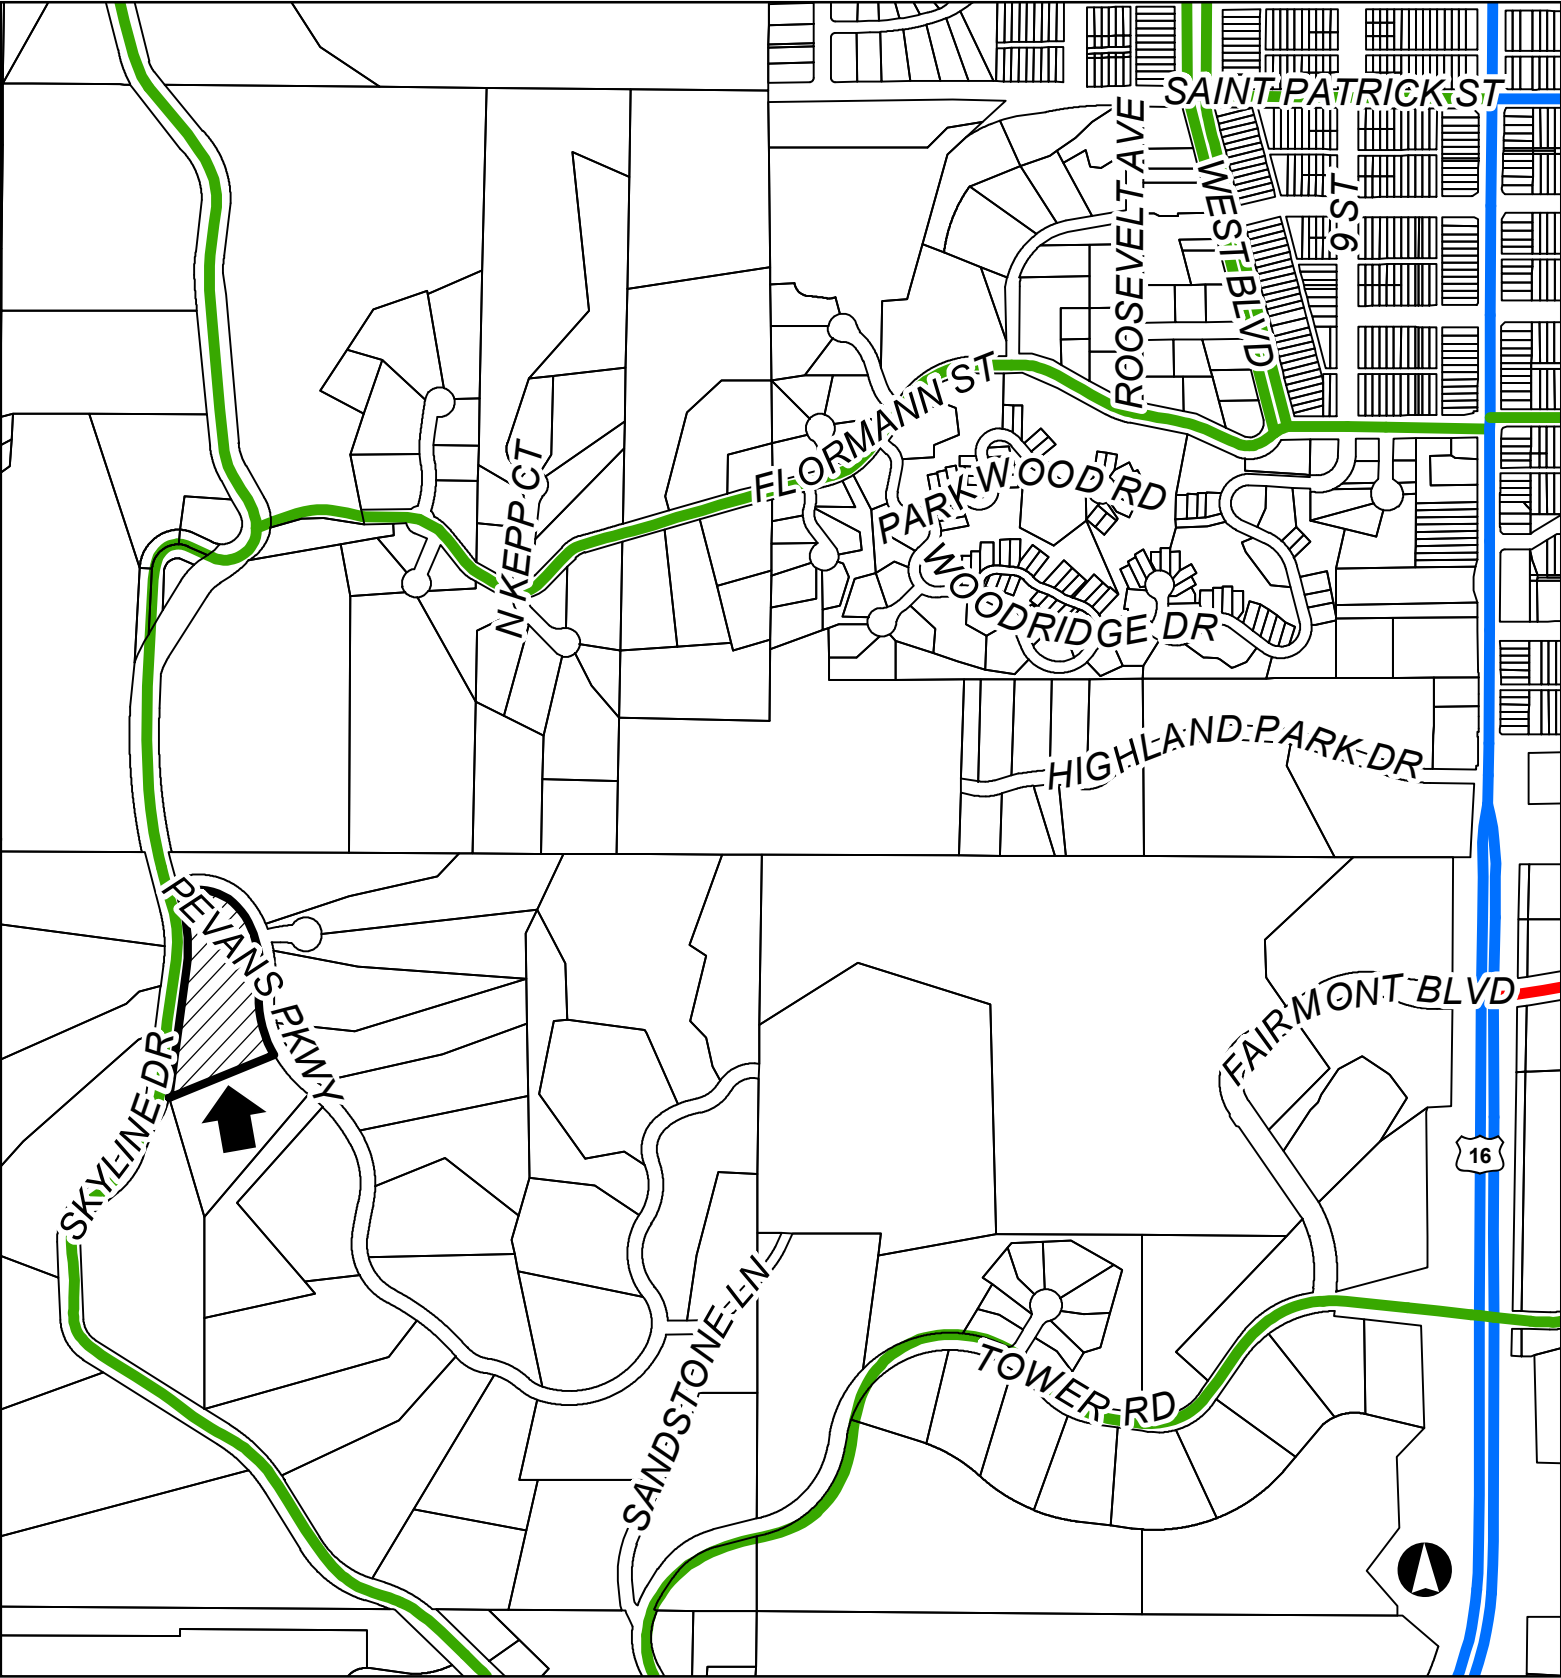 SAINT PATRICK ST
ROOSEVELT AVE
WEST BLVD
9 ST
FLORMANN ST
N KEPP CT
PARKWOOD RD
WOODRIDGE DR
HIGHLAND PARK DR
PEVANS PKWY
SKYLINE DR
FAIRMONT BLVD
16
SANDSTONE LN
TOWER RD